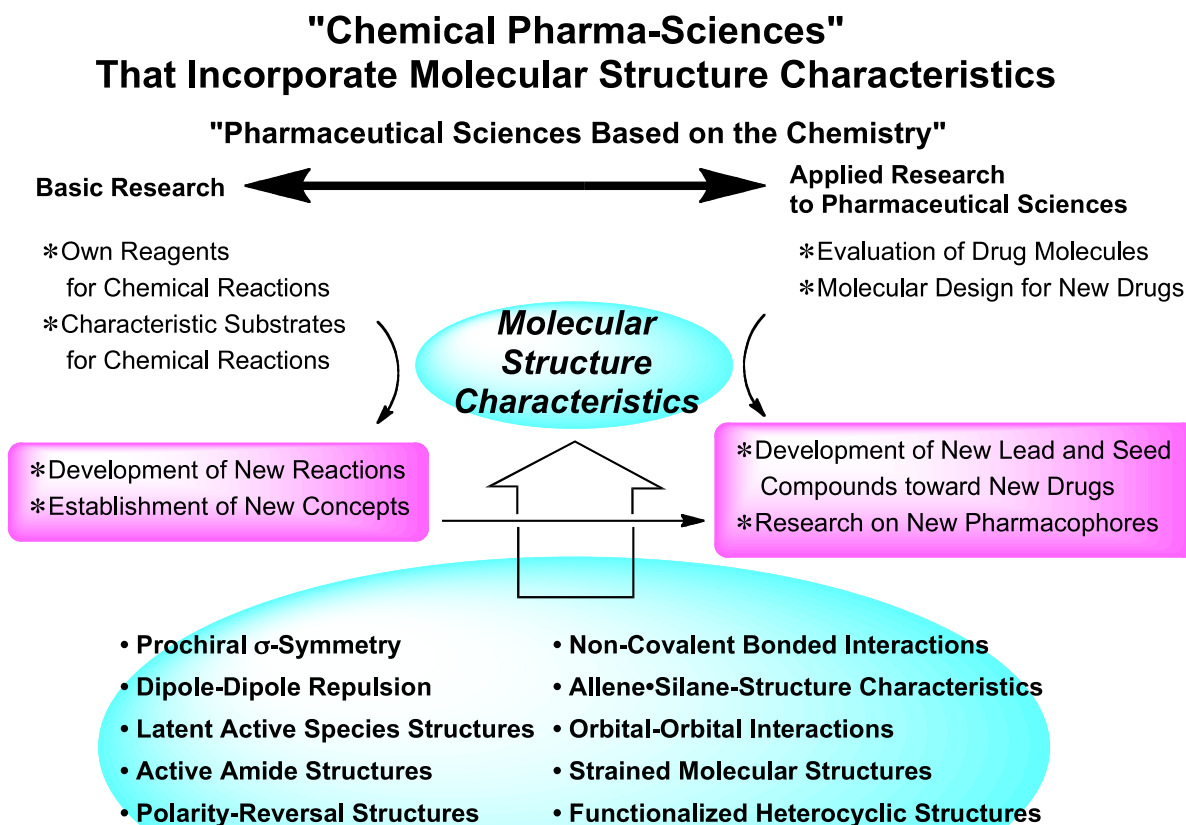 "Chemical Pharma-Sciences"
That Incorporate Molecular Structure Characteristics
"Pharmaceutical Sciences Based on the Chemistry"
Basic Research
Applied Research
to Pharmaceutical Sciences
*Own Reagents
for Chemical Reactions
*Characteristic Substrates
for Chemical Reactions
*Evaluation of Drug Molecules
*Molecular Design for New Drugs
Molecular
Structure
Characteristics
*Development of New Reactions
*Establishment of New Concepts
*Development of New Lead and Seed
Compounds toward New Drugs
*Research on New Pharmacophores
• Prochiral σ-Symmetry
• Dipole-Dipole Repulsion
• Latent Active Species Structures
• Active Amide Structures
• Polarity-Reversal Structures
• Non-Covalent Bonded Interactions
• Allene•Silane-Structure Characteristics
• Orbital-Orbital Interactions
• Strained Molecular Structures
• Functionalized Heterocyclic Structures